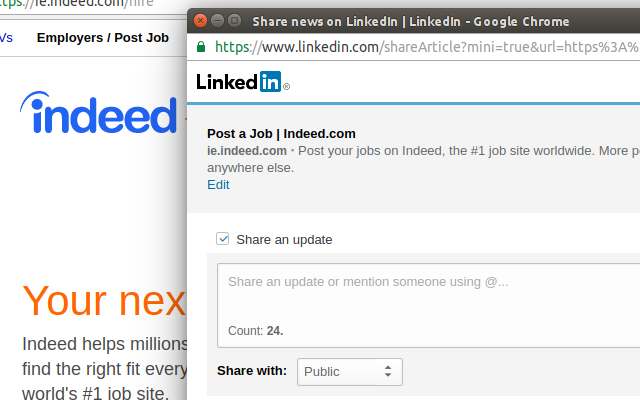 https://ie.indeed.com/hire
Vs Employers / Post Job
indeed
Your nex
Indeed helps millions
find the right fit every
world's #1 job site.
Share news on LinkedIn | LinkedIn - Google Chrome
https://www.linkedin.com/shareArticle?mini=true&url=https%3A%
Linked in ®
Post a Job | Indeed.com
ie.indeed.com • Post your jobs on Indeed, the #1 job site worldwide. More p
anywhere else.
Edit
Share an update
Share an update or mention someone using @...
Count: 24.
Share with: Public